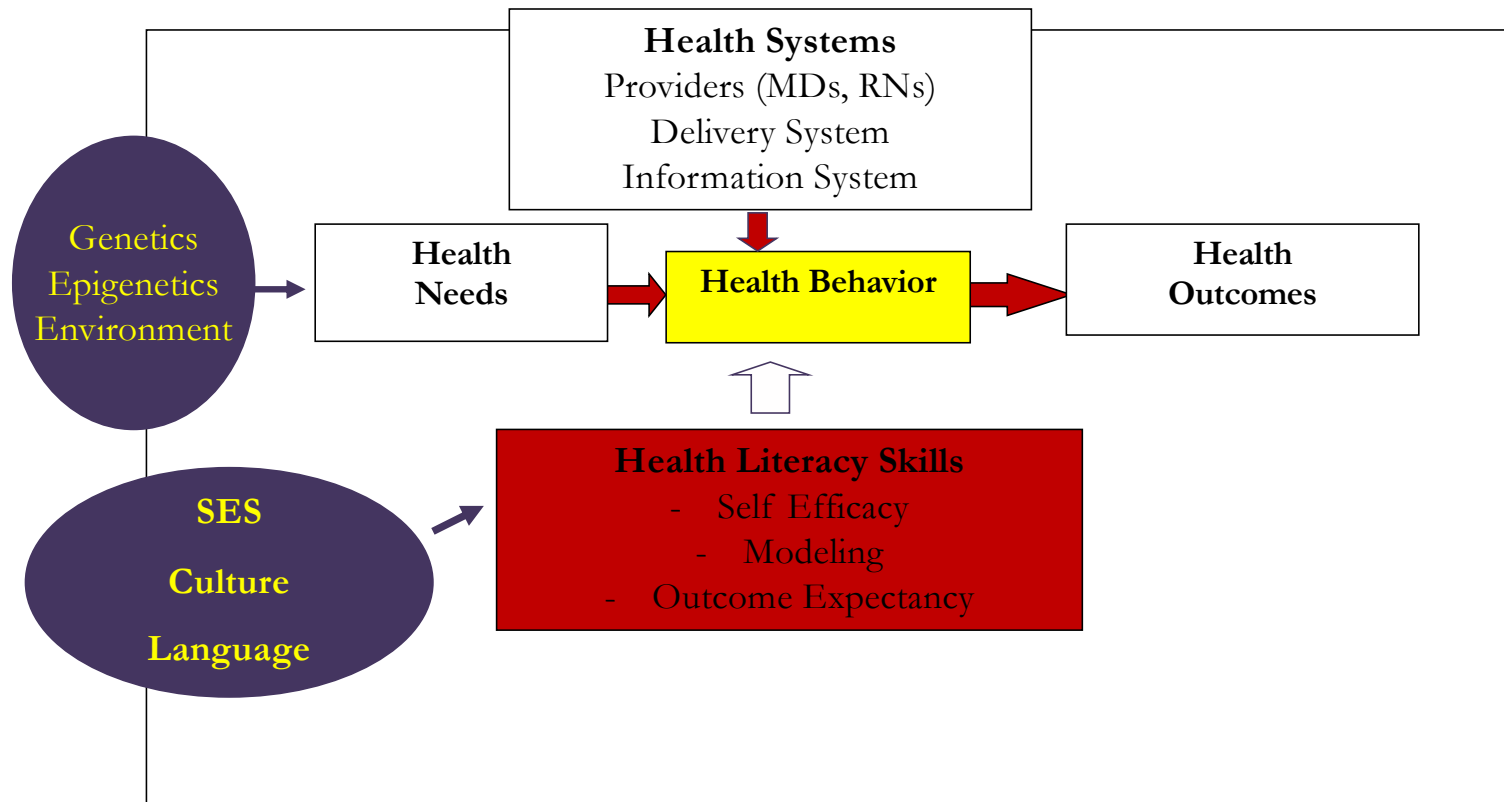 Health Systems
Providers (MDs, RNs)
Delivery System
Information System
Genetics
Epigenetics
Environment
Health
Needs
Health Behavior
Health
Outcomes
SES
Culture
Language
Health Literacy Skills
- Self Efficacy
- Modeling
- Outcome Expectancy